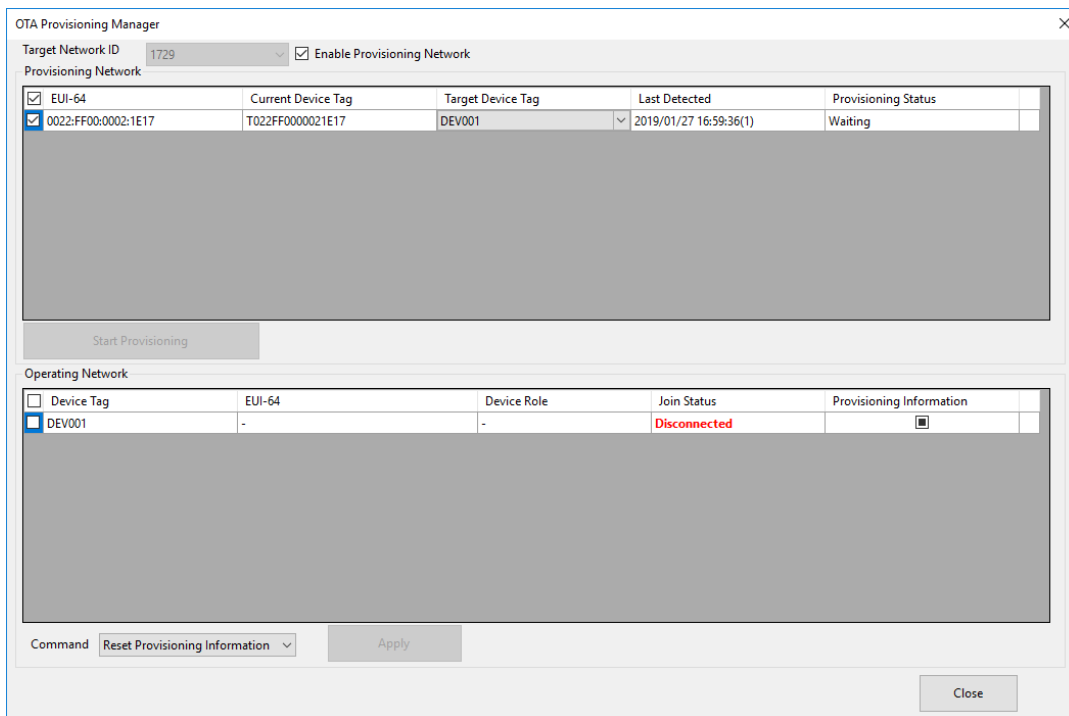 OTA Provisioning Manager
Target Network ID 1729 Enable Provisioning Network
Provisioning Network
EUI-64 Current Device Tag Target Device Tag Last Detected Provisioning Status
0022:FF00:0002:1E17 T022FF0000021E17 DEV001 2019/01/27 16:59:36(1) Waiting
Start Provisioning
Operating Network
Device Tag EUI-64 Device Role Join Status Provisioning Information
DEV001 - - Disconnected
Command Reset Provisioning Information Apply
Close